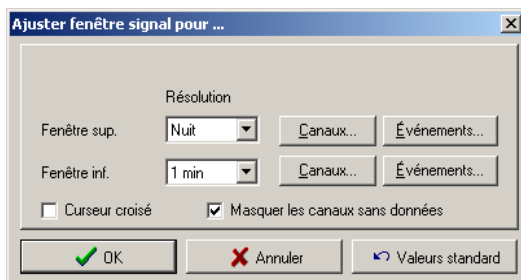 Ajuster fenêtre signal pour ...
Résolution
Fenêtre sup. Nuit Canaux... Événements...
Fenêtre inf. 1 min Canaux... Événements...
Curseur croisé Masquer les canaux sans données
OK Annuler Valeurs standard